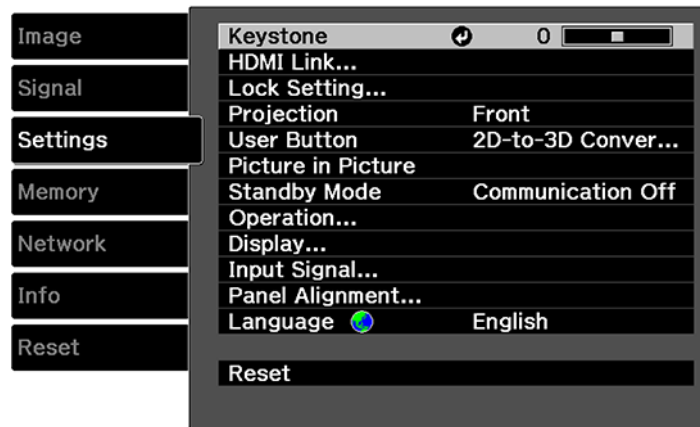 Image
Signal
Settings
Memory
Network
Info
Reset
Keystone 0
HDMI Link...
Lock Setting...
Projection Front
User Button 2D-to-3D Conver...
Picture in Picture
Standby Mode Communication Off
Operation...
Display...
Input Signal...
Panel Alignment...
Language English
Reset